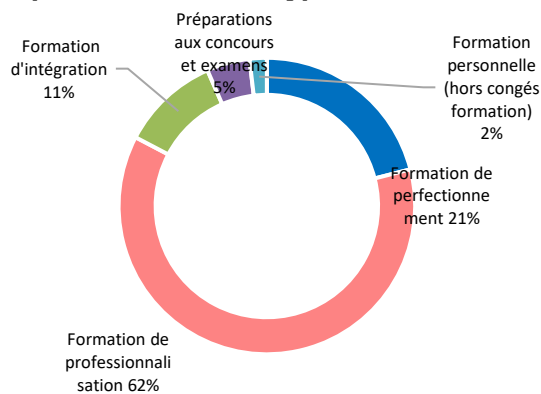 Préparations
aux concours
et examens
5%
Formation
d'intégration
11%
Formation
personnelle
(hors congés
formation)
2%
Formation de
perfectionne
ment 21%
Formation de
professionnali
sation 62%